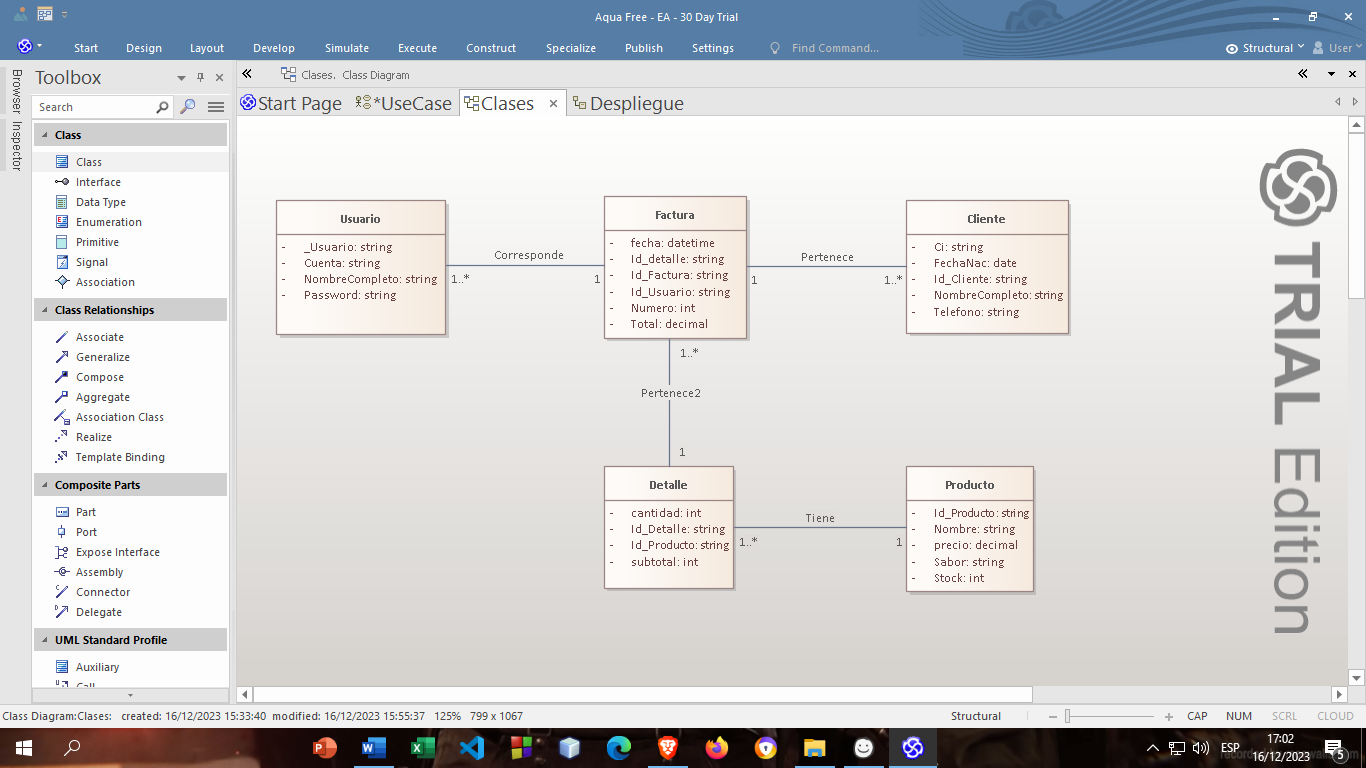 Aqua Free - EA - 30 Day Trial
Start Design Layout Develop Simulate Execute Construct Specialize Publish Settings Find Command... Structural User
Browser
Inspector
Toolbox
Search
Class
Class
Interface
Data Type
Enumeration
Primitive
Signal
Association
Class Relationships
Associate
Generalize
Compose
Aggregate
Association Class
Realize
Template Binding
Composite Parts
Part
Port
Expose Interface
Assembly
Connector
Delegate
UML Standard Profile
Auxiliary
Call
Clases. Class Diagram
Start Page *UseCase Clases Despliegue
Usuario
- _Usuario: string
- Cuenta: string
- NombreCompleto: string
- Password: string
Corresponde
1..* 1
Factura
- fecha: datetime
- Id_detalle: string
- Id_Factura: string
- Id_Usuario: string
- Numero: int
- Total: decimal
Pertenece
1 1..*
Cliente
- Ci: string
- FechaNac: date
- Id_Cliente: string
- NombreCompleto: string
- Telefono: string
1..*
Pertenece2
1
Detalle
- cantidad: int
- Id_Detalle: string
- Id_Producto: string
- subtotal: int
Tiene
1..* 1
Producto
- Id_Producto: string
- Nombre: string
- precio: decimal
- Sabor: string
- Stock: int
TRIAL Edition
Class Diagram:Clases: created: 16/12/2023 15:33:40 modified: 16/12/2023 15:55:37 125% 799 x 1067 Structural CAP NUM SCRL CLOUD
ESP
17:02
16/12/2023
5